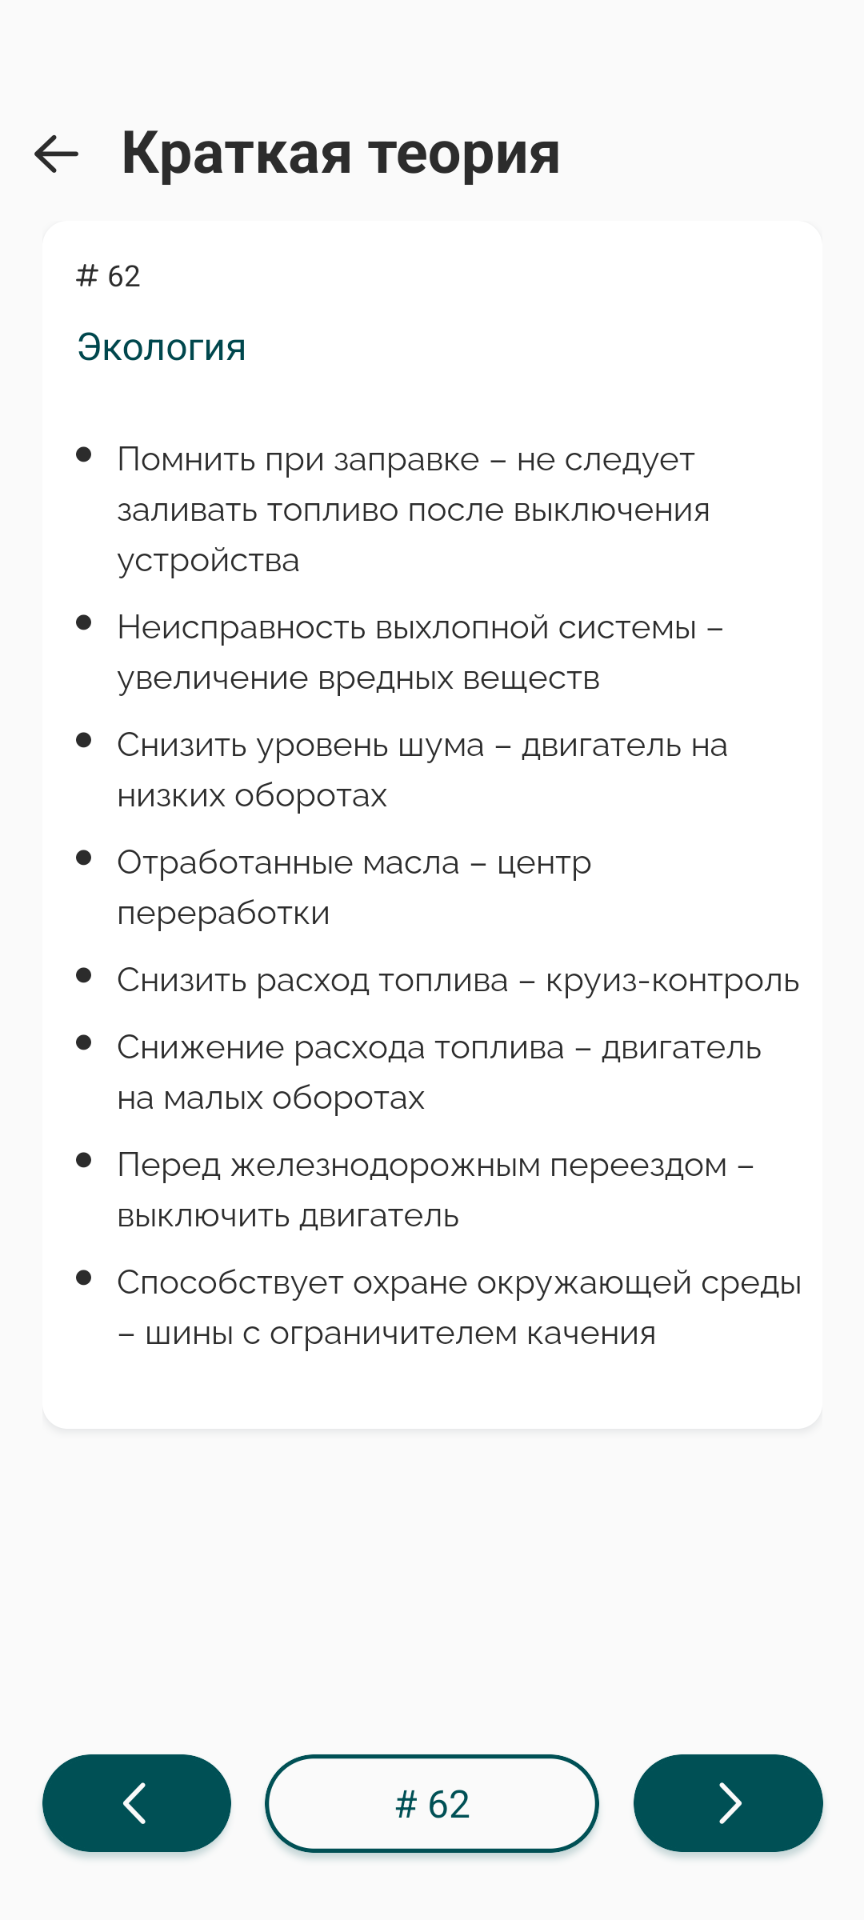 Краткая теория
# 62
Экология
Помнить при заправке – не следует
заливать топливо после выключения
устройства
Неисправность выхлопной системы –
увеличение вредных веществ
Снизить уровень шума – двигатель на
низких оборотах
Отработанные масла – центр
переработки
Снизить расход топлива – круиз-контроль
Снижение расхода топлива – двигатель
на малых оборотах
Перед железнодорожным переездом –
выключить двигатель
Способствует охране окружающей среды
– шины с ограничителем качения
# 62